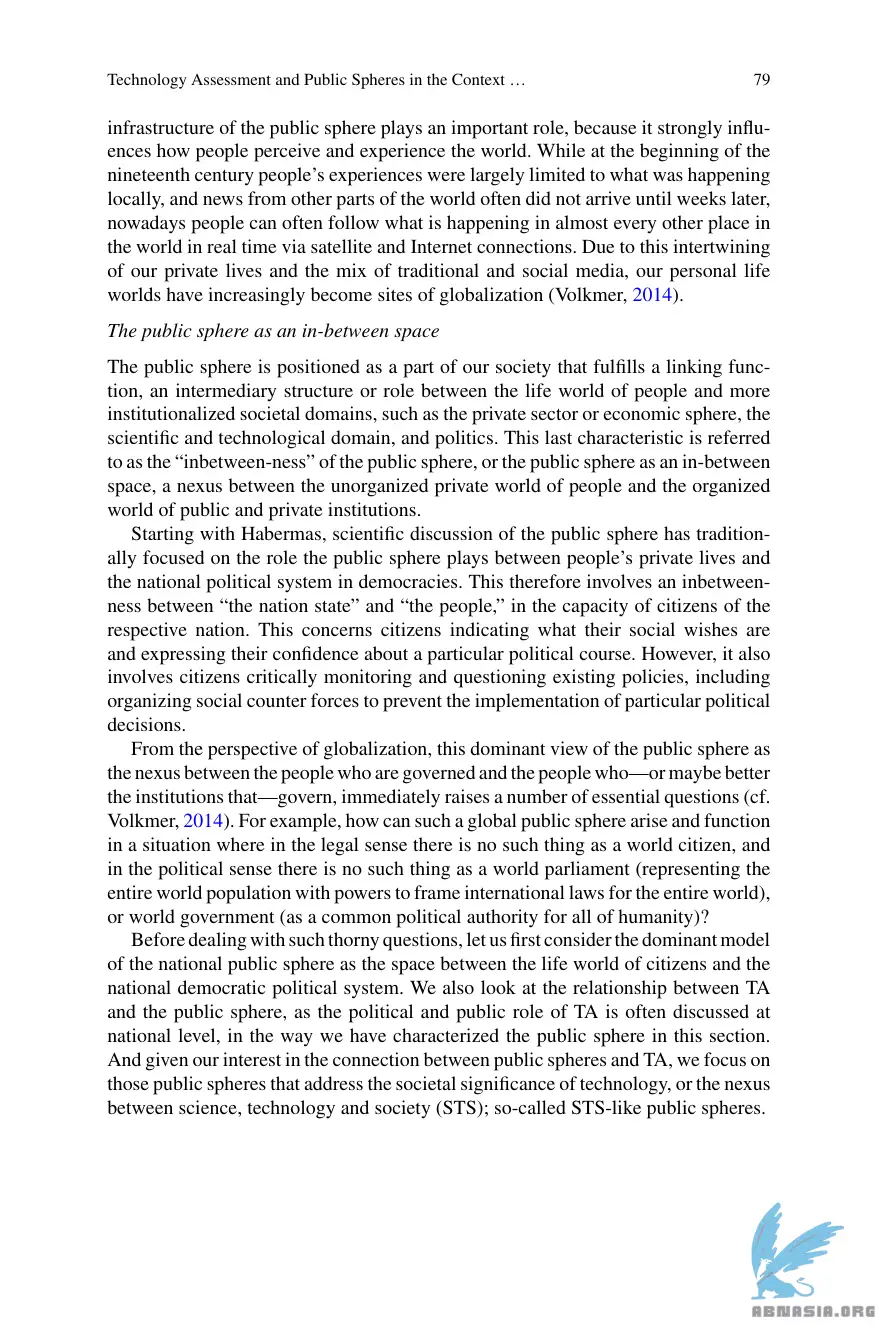 Technology Assessment and Public Spheres in the Context … 79
infrastructure of the public sphere plays an important role, because it strongly influ-
ences how people perceive and experience the world. While at the beginning of the
nineteenth century people’s experiences were largely limited to what was happening
locally, and news from other parts of the world often did not arrive until weeks later,
nowadays people can often follow what is happening in almost every other place in
the world in real time via satellite and Internet connections. Due to this intertwining
of our private lives and the mix of traditional and social media, our personal life
worlds have increasingly become sites of globalization (Volkmer, 2014).
The public sphere as an in-between space
The public sphere is positioned as a part of our society that fulfills a linking func-
tion, an intermediary structure or role between the life world of people and more
institutionalized societal domains, such as the private sector or economic sphere, the
scientific and technological domain, and politics. This last characteristic is referred
to as the “inbetween-ness” of the public sphere, or the public sphere as an in-between
space, a nexus between the unorganized private world of people and the organized
world of public and private institutions.
Starting with Habermas, scientific discussion of the public sphere has tradition-
ally focused on the role the public sphere plays between people’s private lives and
the national political system in democracies. This therefore involves an inbetween-
ness between “the nation state” and “the people,” in the capacity of citizens of the
respective nation. This concerns citizens indicating what their social wishes are
and expressing their confidence about a particular political course. However, it also
involves citizens critically monitoring and questioning existing policies, including
organizing social counter forces to prevent the implementation of particular political
decisions.
From the perspective of globalization, this dominant view of the public sphere as
the nexus between the people who are governed and the people who—or maybe better
the institutions that—govern, immediately raises a number of essential questions (cf.
Volkmer, 2014). For example, how can such a global public sphere arise and function
in a situation where in the legal sense there is no such thing as a world citizen, and
in the political sense there is no such thing as a world parliament (representing the
entire world population with powers to frame international laws for the entire world),
or world government (as a common political authority for all of humanity)?
Before dealing with such thorny questions, let us first consider the dominant model
of the national public sphere as the space between the life world of citizens and the
national democratic political system. We also look at the relationship between TA
and the public sphere, as the political and public role of TA is often discussed at
national level, in the way we have characterized the public sphere in this section.
And given our interest in the connection between public spheres and TA, we focus on
those public spheres that address the societal significance of technology, or the nexus
between science, technology and society (STS); so-called STS-like public spheres.
ABNASIA.ORG